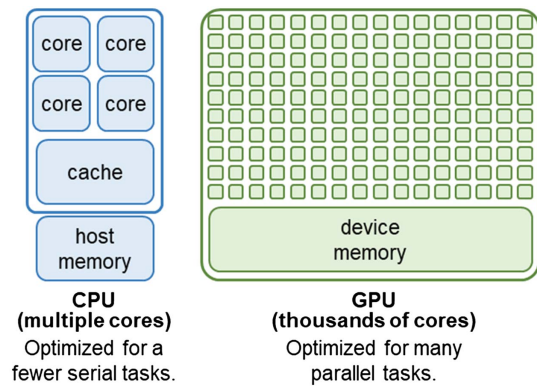 core
core
core
core
cache
host
memory
CPU
(multiple cores)
Optimized for a
fewer serial tasks.
device
memory
GPU
(thousands of cores)
Optimized for many
parallel tasks.